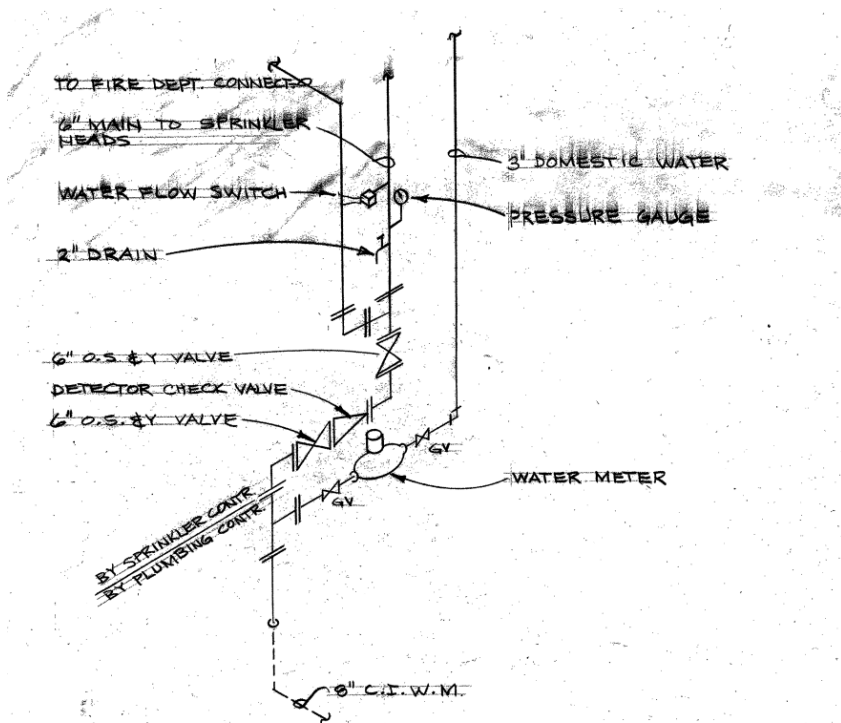 TO FIRE DEPT. CONNECT.
6" MAIN TO SPRINKLER
HEADS
3" DOMESTIC WATER
WATER FLOW SWITCH
PRESSURE GAUGE
2" DRAIN
6" O.S. & Y VALVE
DETECTOR CHECK VALVE
6" O.S. & Y VALVE
GV
WATER METER
GV
BY SPRINKLER CONTR.
BY PLUMBING CONTR.
8" C.I.W.M.